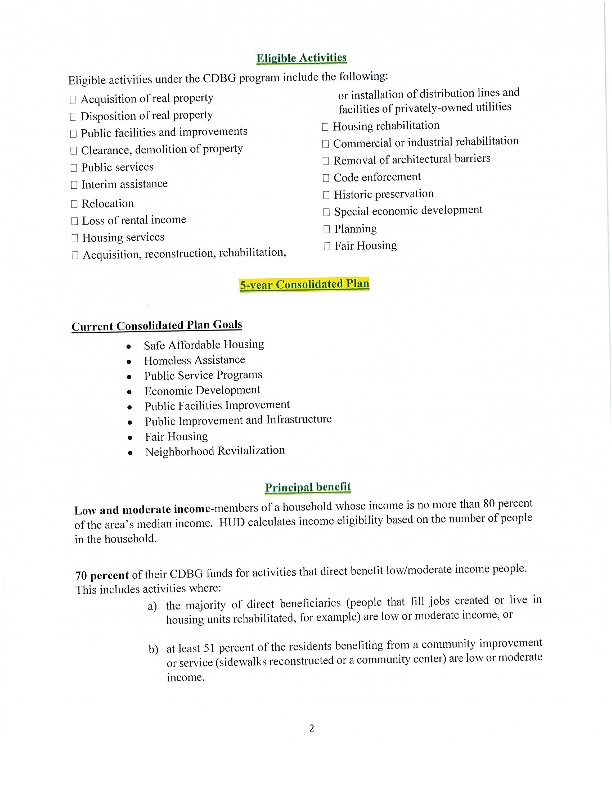 Eligible Activities
Eligible activities under the CDBG program include the following:
☐ Acquisition of real property
☐ Disposition of real property
☐ Public facilities and improvements
☐ Clearance, demolition of property
☐ Public services
☐ Interim assistance
☐ Relocation
☐ Loss of rental income
☐ Housing services
☐ Acquisition, reconstruction, rehabilitation,
or installation of distribution lines and
facilities of privately-owned utilities
☐ Housing rehabilitation
☐ Commercial or industrial rehabilitation
☐ Removal of architectural barriers
☐ Code enforcement
☐ Historic preservation
☐ Special economic development
☐ Planning
☐ Fair Housing
5-year Consolidated Plan
Current Consolidated Plan Goals
• Safe Affordable Housing
• Homeless Assistance
• Public Service Programs
• Economic Development
• Public Facilities Improvement
• Public Improvement and Infrastructure
• Fair Housing
• Neighborhood Revitalization
Principal benefit
Low and moderate income-members of a household whose income is no more than 80 percent
of the area's median income. HUD calculates income eligibility based on the number of people
in the household.
70 percent of their CDBG funds for activities that direct benefit low/moderate income people.
This includes activities where:
a) the majority of direct beneficiaries (people that fill jobs created or live in
housing units rehabilitated, for example) are low or moderate income, or
b) at least 51 percent of the residents benefiting from a community improvement
or service (sidewalks reconstructed or a community center) are low or moderate
income.
2